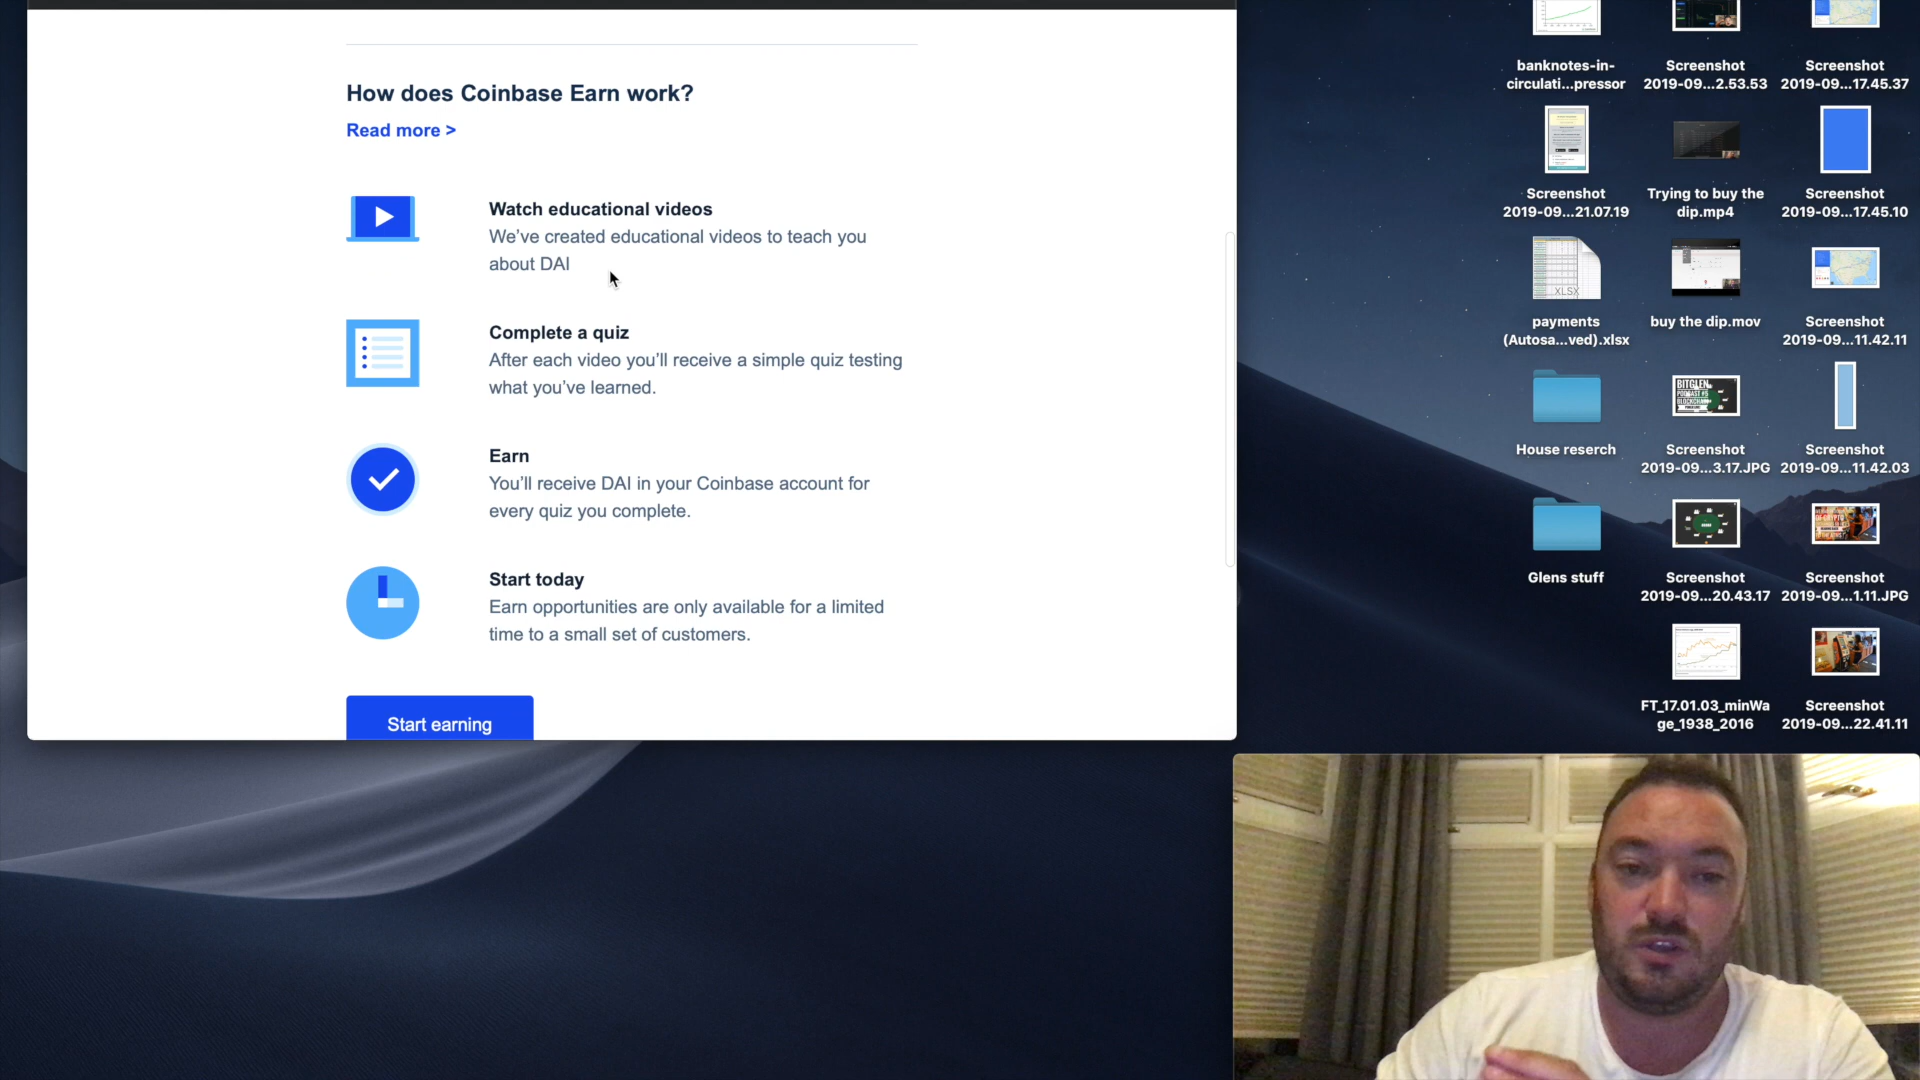 How does Coinbase Earn work?
Read more >
Watch educational videos
We've created educational videos to teach you
about DAI
Complete a quiz
After each video you'll receive a simple quiz testing
what you've learned.
Earn
You'll receive DAI in your Coinbase account for
every quiz you complete.
Start today
Earn opportunities are only available for a limited
time to a small set of customers.
Start earning
banknotes-in-
circulati...pressor
Screenshot
2019-09...2.53.53
Screenshot
2019-09...17.45.37
Screenshot
2019-09...21.07.19
Trying to buy the
dip.mp4
Screenshot
2019-09...17.45.10
XLSX
payments
(Autosa...ved).xlsx
buy the dip.mov
Screenshot
2019-09...11.42.11
House reserch
BITGLEN
PODCAST #5
BLOCKCHAIN
Screenshot
2019-09...3.17.JPG
Screenshot
2019-09...11.42.03
Glens stuff
Screenshot
2019-09...20.43.17
Screenshot
2019-09...1.11.JPG
FT_17.01.03_minWa
ge_1938_2016
Screenshot
2019-09...22.41.11